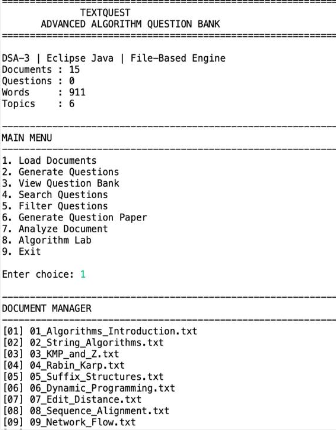 TEXTQUEST
ADVANCED ALGORITHM QUESTION BANK
DSA-3 | Eclipse Java | File-Based Engine
Documents : 15
Questions : 0
Words : 911
Topics : 6
MAIN MENU
1. Load Documents
2. Generate Questions
3. View Question Bank
4. Search Questions
5. Filter Questions
6. Generate Question Paper
7. Analyze Document
8. Algorithm Lab
9. Exit
Enter choice: 1
DOCUMENT MANAGER
[01] 01_Algorithms_Introduction.txt
[02] 02_String_Algorithms.txt
[03] 03_KMP_and_Z.txt
[04] 04_Rabin_Karp.txt
[05] 05_Suffix_Structures.txt
[06] 06_Dynamic_Programming.txt
[07] 07_Edit_Distance.txt
[08] 08_Sequence_Alignment.txt
[09] 09_Network_Flow.txt